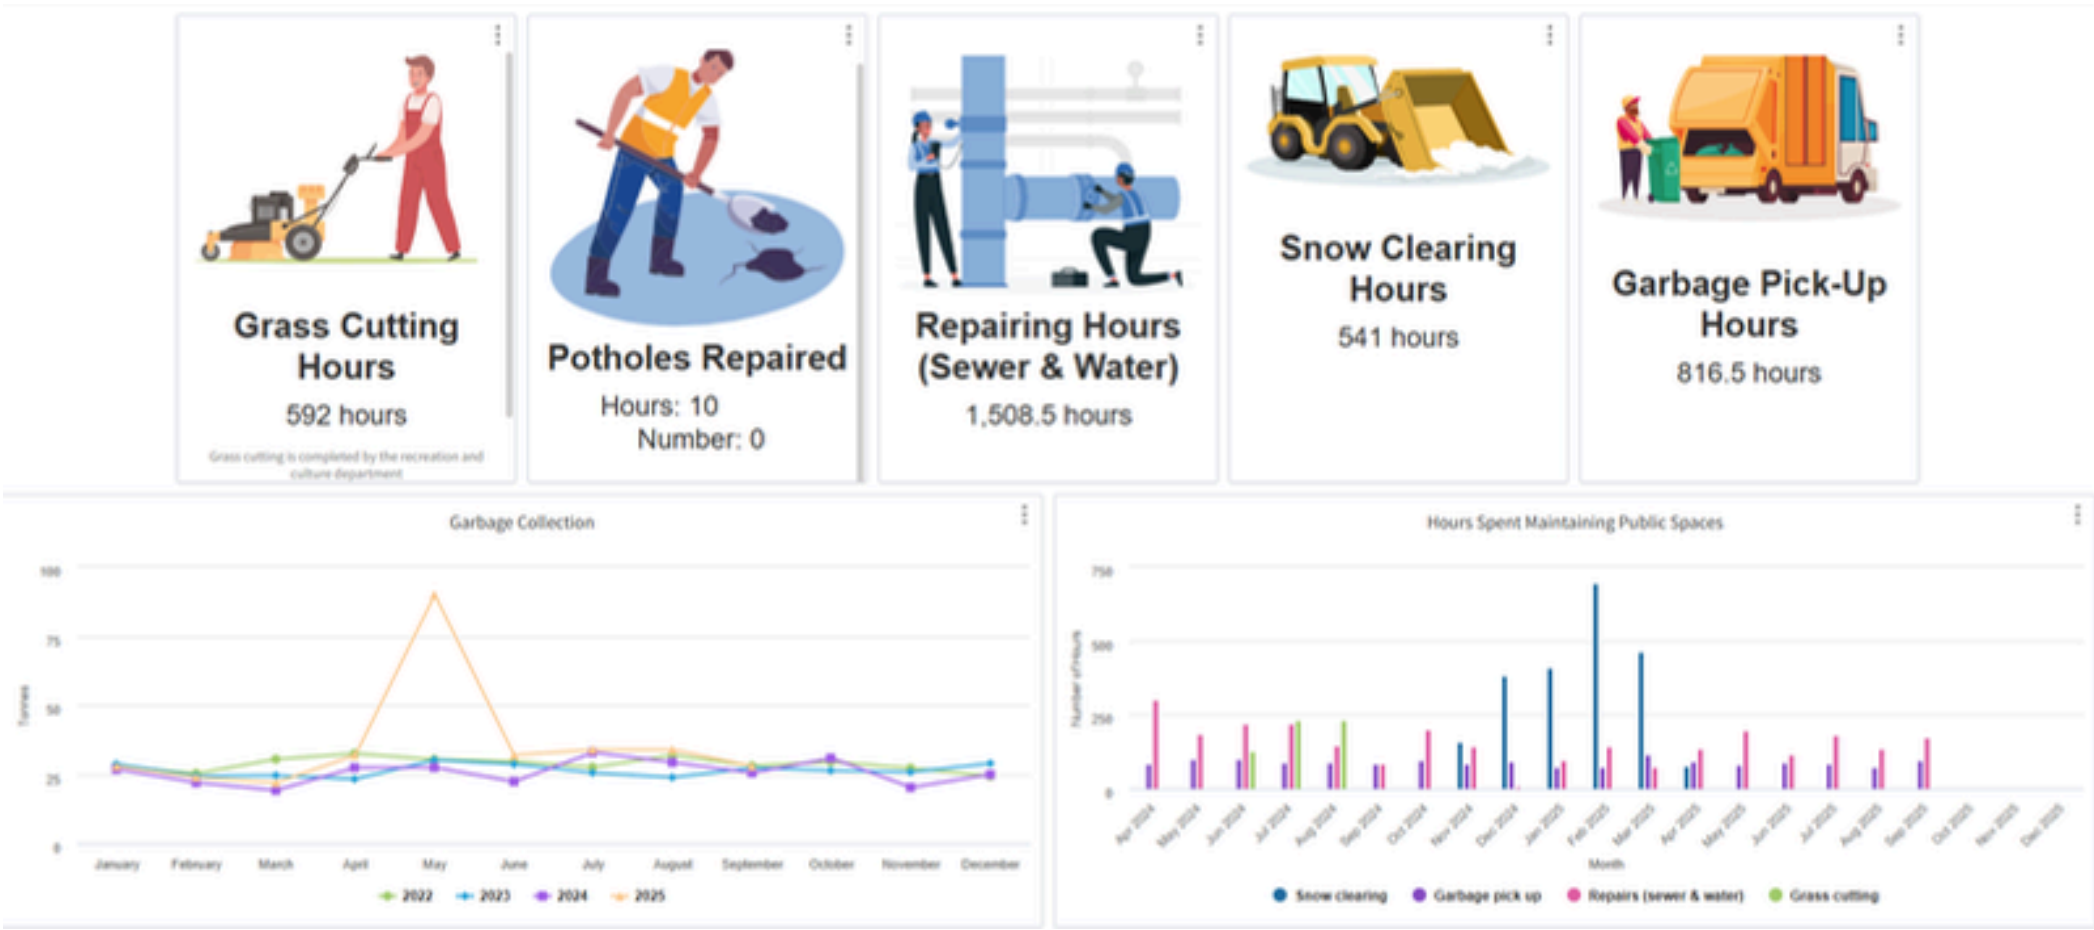 Grass Cutting
Hours
592 hours
Grass cutting is completed by the recreation and
culture department
Potholes Repaired
Hours: 10
Number: 0
Repairing Hours
(Sewer & Water)
1,508.5 hours
Snow Clearing
Hours
541 hours
Garbage Pick-Up
Hours
816.5 hours
Garbage Collection
100
75
50
25
0
Tonnes
January February March April May June July August September October November December
2022 2023 2024 2025
Hours Spent Maintaining Public Spaces
750
500
250
0
Number of Hours
Apr 2024 May 2024 Jun 2024 Jul 2024 Aug 2024 Sep 2024 Oct 2024 Nov 2024 Dec 2024 Jan 2025 Feb 2025 Mar 2025 Apr 2025 May 2025 Jun 2025 Jul 2025 Aug 2025 Sep 2025 Oct 2025 Nov 2025 Dec 2025
Month
Snow clearing Garbage pick up Repairs (sewer & water) Grass cutting